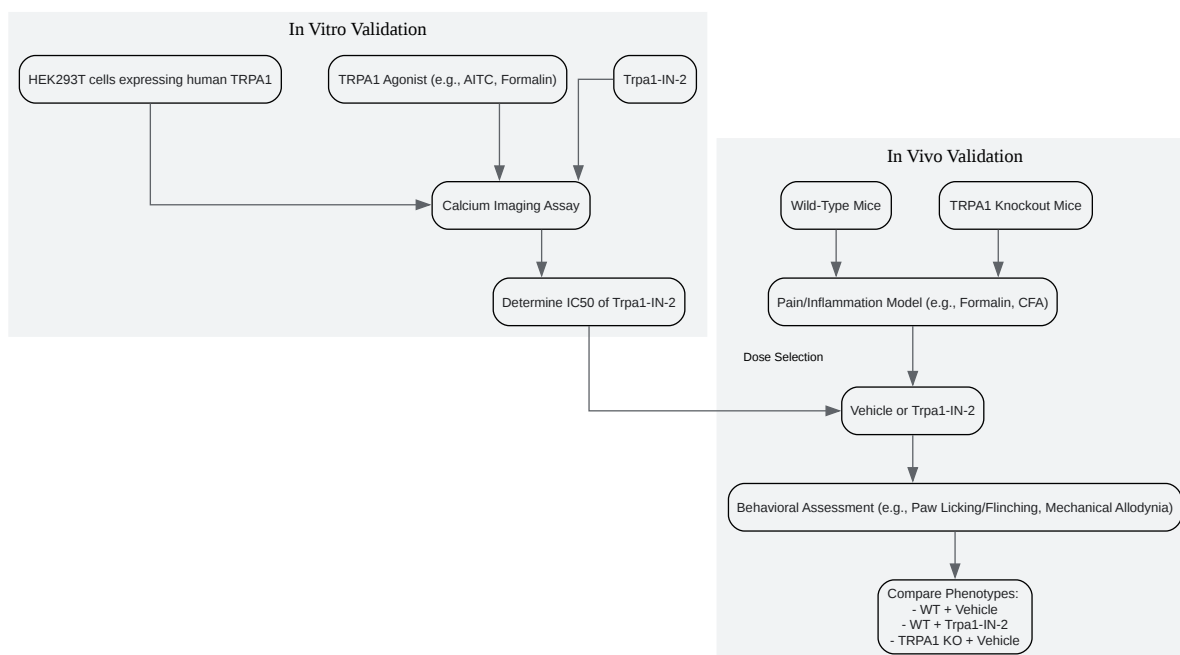 In Vitro Validation
HEK293T cells expressing human TRPA1
TRPA1 Agonist (e.g., AITC, Formalin)
Trpa1-IN-2
Calcium Imaging Assay
Determine IC50 of Trpa1-IN-2
In Vivo Validation
Wild-Type Mice
TRPA1 Knockout Mice
Pain/Inflammation Model (e.g., Formalin, CFA)
Dose Selection
Vehicle or Trpa1-IN-2
Behavioral Assessment (e.g., Paw Licking/Flinching, Mechanical Allodynia)
Compare Phenotypes:
- WT + Vehicle
- WT + Trpa1-IN-2
- TRPA1 KO + Vehicle